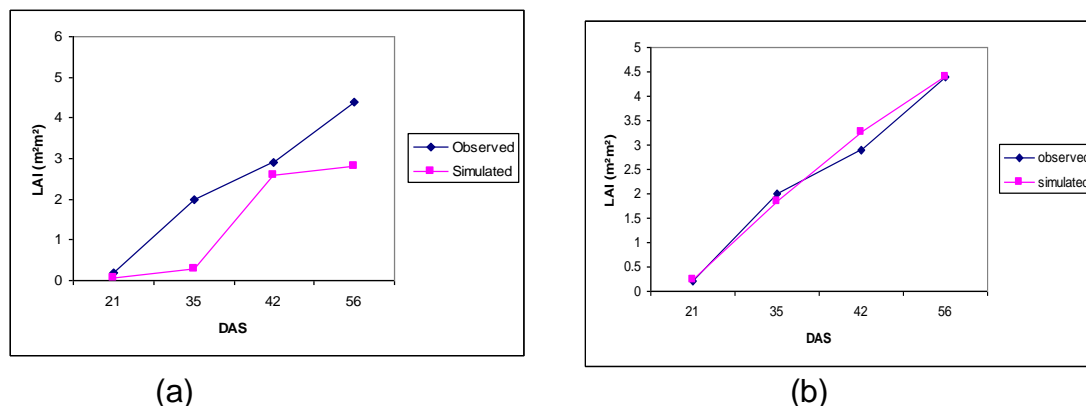 6
5
4
3
2
1
0
LAI (m²m²)
21 35 42 56
DAS
Observed
Simulated
(a)
5
4.5
4
3.5
3
2.5
2
1.5
1
0.5
0
LAI (m²m²)
21 35 42 56
DAS
observed
simulated
(b)